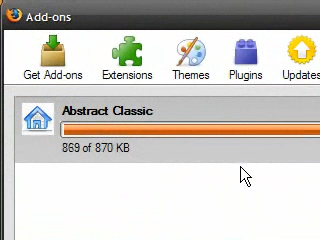 Add-ons
Get Add-ons Extensions Themes Plugins Updates
Abstract Classic
869 of 870 KB